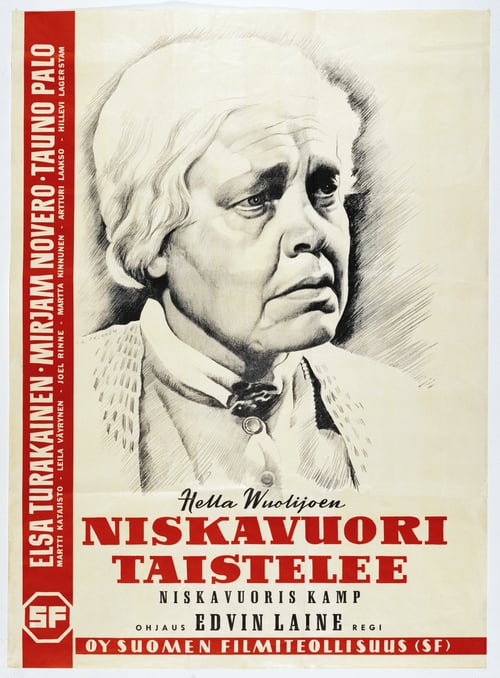 ELSA TURAKAINEN · MIRJAM NOVERO · TAUNO PALO
MARTTI KATAJISTO · LEILA VÄYRYNEN · JOEL RINNE · MARTTA KINNUNEN · ARTTURI LAAKSO · HILLEVI LAGERSTAM
SF
Hella Wuolijoen
NISKAVUORI
TAISTELEE
NISKAVUORIS KAMP
OHJAUS EDVIN LAINE REGI
OY SUOMEN FILMITEOLLISUUS (SF)